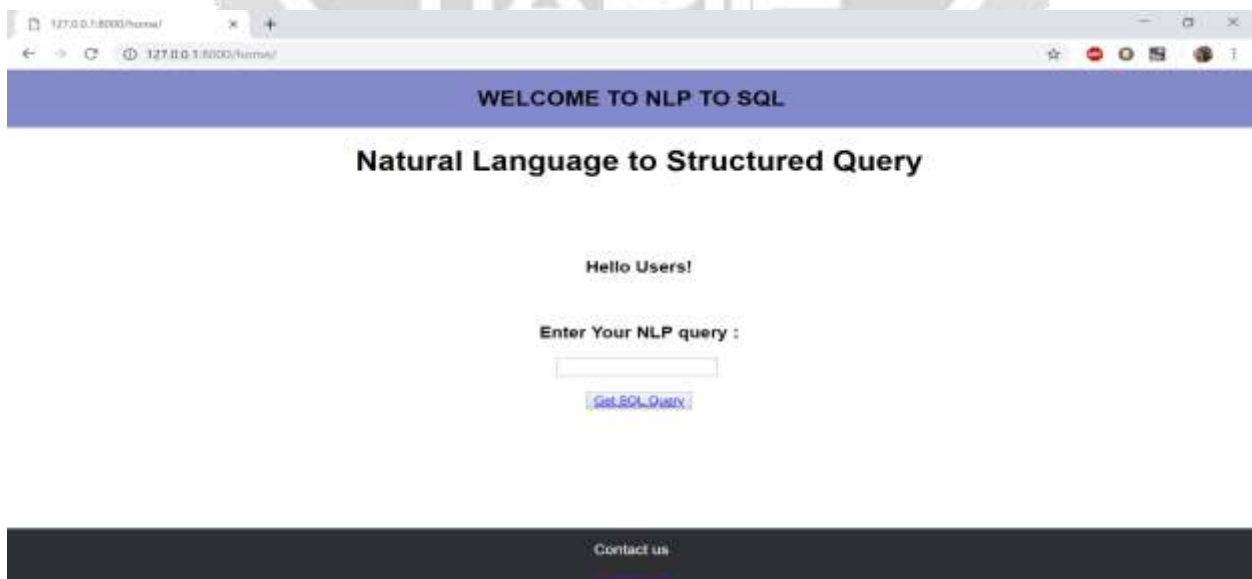 127.0.0.1:8000/home/
127.0.0.1:8000/home/
WELCOME TO NLP TO SQL
Natural Language to Structured Query
Hello Users!
Enter Your NLP query :
Get SQL Query
Contact us